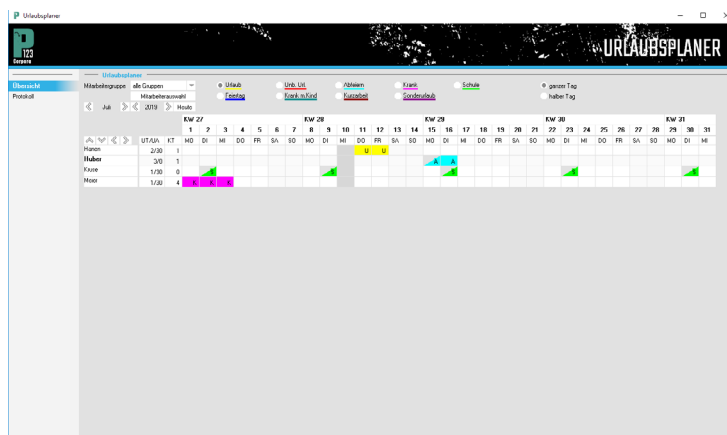 Urlaubsplaner
P
123
Corpora
URLAUBSPLANER
Übersicht
Protokoll
Urlaubsplaner
Mitarbeitegruppe alle Gruppen Urlaub Unb. Url. Abfeiern Krank Schule ganzer Tag
Mitarbeiterauswahl Feiertag Krank m.Kind Kurzarbeit Sonderurlaub halber Tag
Juli 2019 Heute
KW 27 KW 28 KW 29 KW 30 KW 31
1 2 3 4 5 6 7 8 9 10 11 12 13 14 15 16 17 18 19 20 21 22 23 24 25 26 27 28 29 30 31
UT/UA KT MO DI MI DO FR SA SO MO DI MI DO FR SA SO MO DI MI DO FR SA SO MO DI MI DO FR SA SO MO DI MI
2/30 1 U U
Huber 3/0 1 A A
Kruse 1/30 0 S S S S S
1/30 4 K K K